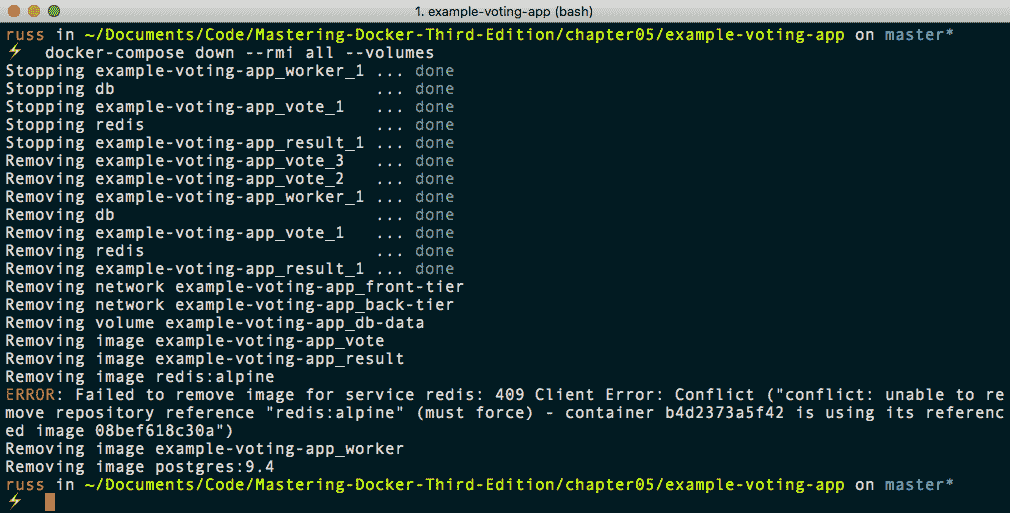 1. example-voting-app (bash)
russ in ~/Documents/Code/Mastering-Docker-Third-Edition/chapter05/example-voting-app on master*
⚡ docker-compose down --rmi all --volumes
Stopping example-voting-app_worker_1 ... done
Stopping db                          ... done
Stopping example-voting-app_vote_1   ... done
Stopping redis                       ... done
Stopping example-voting-app_result_1 ... done
Removing example-voting-app_vote_3   ... done
Removing example-voting-app_vote_2   ... done
Removing example-voting-app_worker_1 ... done
Removing db                          ... done
Removing example-voting-app_vote_1   ... done
Removing redis                       ... done
Removing example-voting-app_result_1 ... done
Removing network example-voting-app_front-tier
Removing network example-voting-app_back-tier
Removing volume example-voting-app_db-data
Removing image example-voting-app_vote
Removing image example-voting-app_result
Removing image redis:alpine
ERROR: Failed to remove image for service redis: 409 Client Error: Conflict ("conflict: unable to re
move repository reference "redis:alpine" (must force) - container b4d2373a5f42 is using its referenc
ed image 08bef618c30a")
Removing image example-voting-app_worker
Removing image postgres:9.4
russ in ~/Documents/Code/Mastering-Docker-Third-Edition/chapter05/example-voting-app on master*
⚡